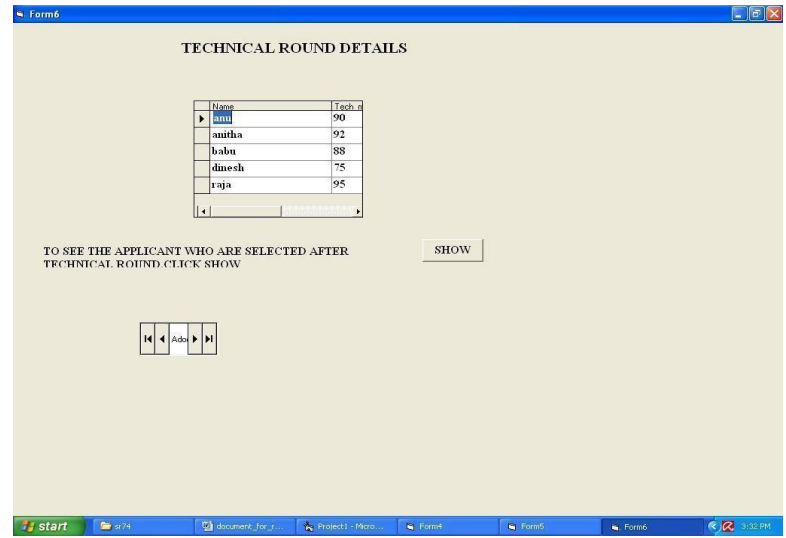 Form6
TECHNICAL ROUND DETAILS
Name Tech
anu 90
anitha 92
babu 88
dinesh 75
raja 95
TO SEE THE APPLICANT WHO ARE SELECTED AFTER
TECHNICAL ROUND.CLICK SHOW
SHOW
Ado
start sr74 document_for_r... Project1 - Micro... Form4 Form5 Form6 3:32 PM